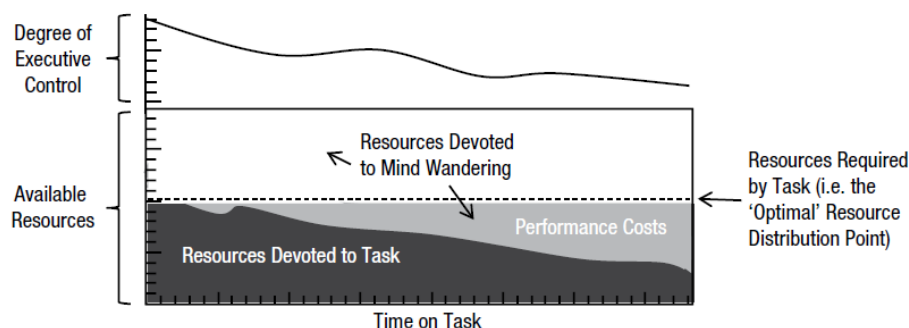 Degree of
Executive
Control
Resources Devoted
to Mind Wandering
Available
Resources
Resources Required
by Task (i.e. the
‘Optimal’ Resource
Distribution Point)
Performance Costs
Resources Devoted to Task
Time on Task